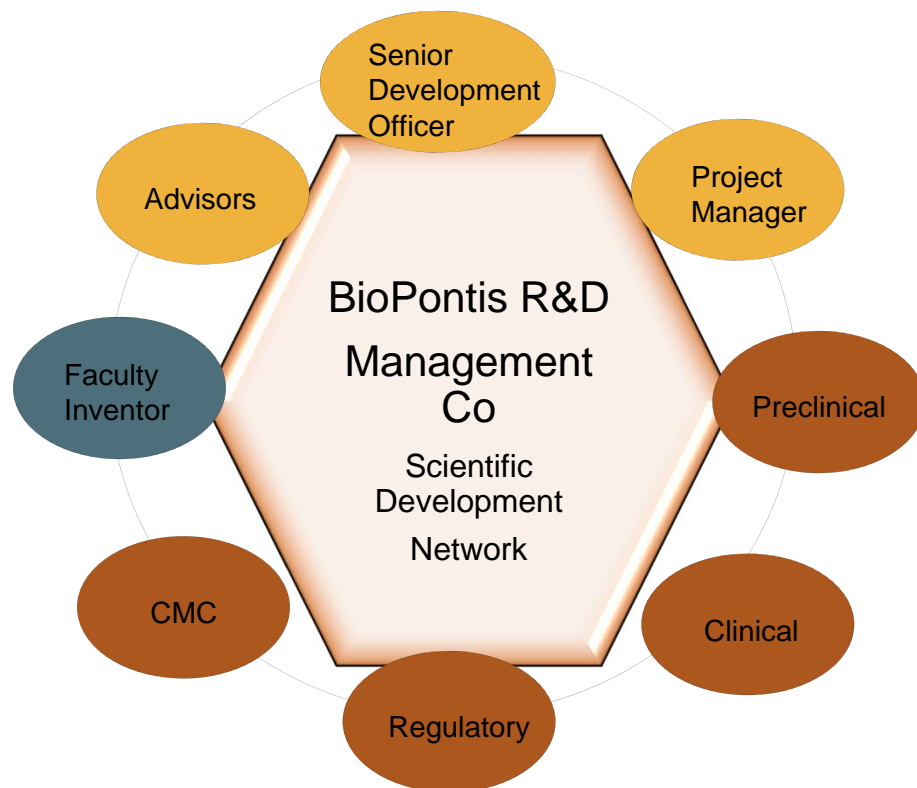 Senior
Development
Officer
Advisors
Project
Manager
BioPontis R&D
Management
Co
Scientific
Development
Network
Faculty
Inventor
Preclinical
CMC
Clinical
Regulatory